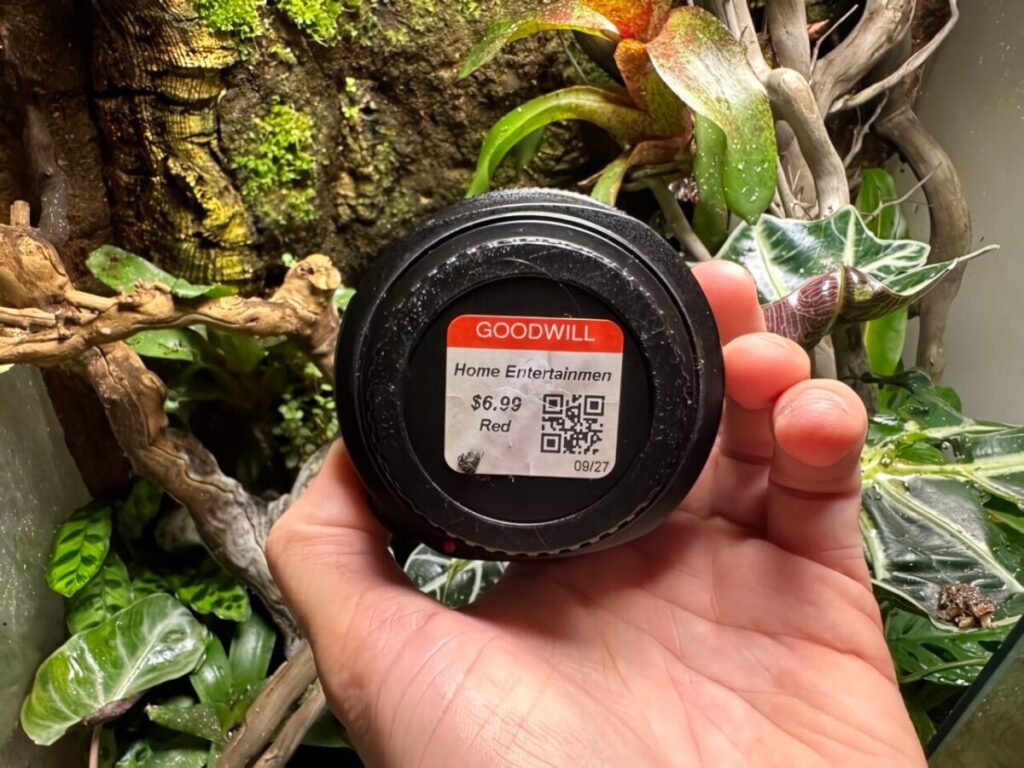 GOODWILL
Home Entertainmen
$6.99
Red
09/27